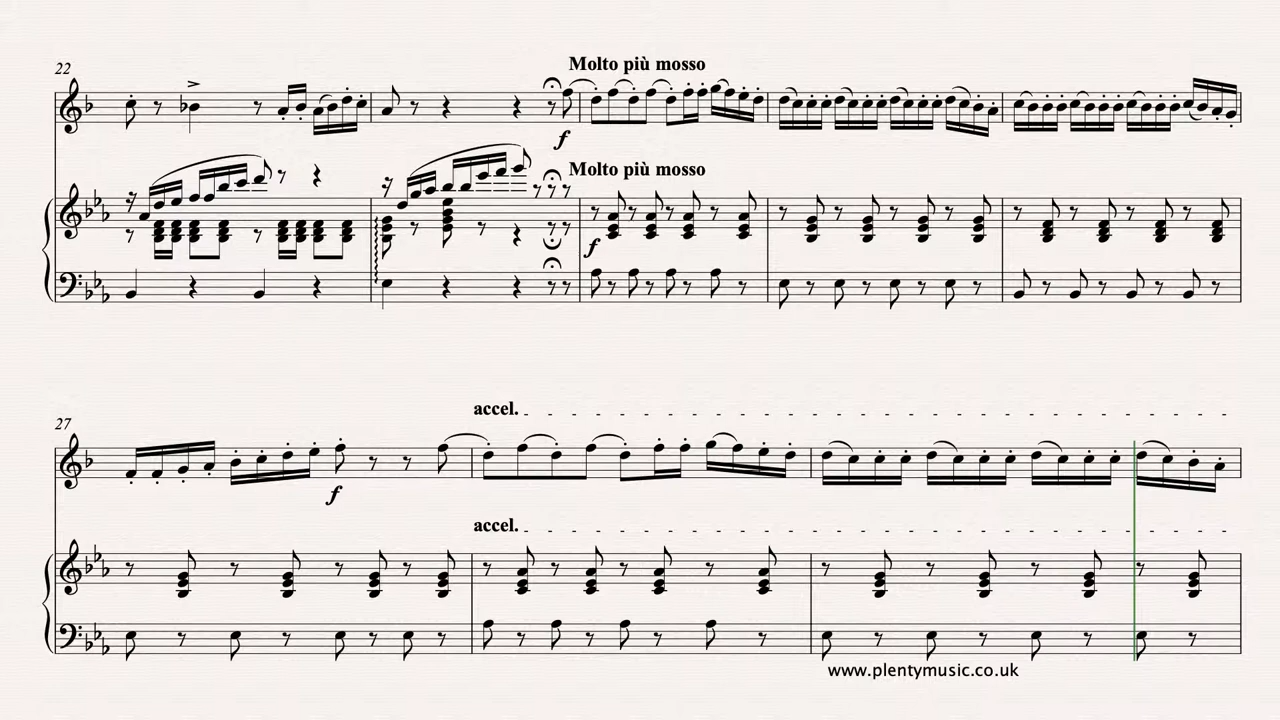 22
Molto più mosso
f
Molto più mosso
f
accel.
27
f
accel.
www.plentymusic.co.uk